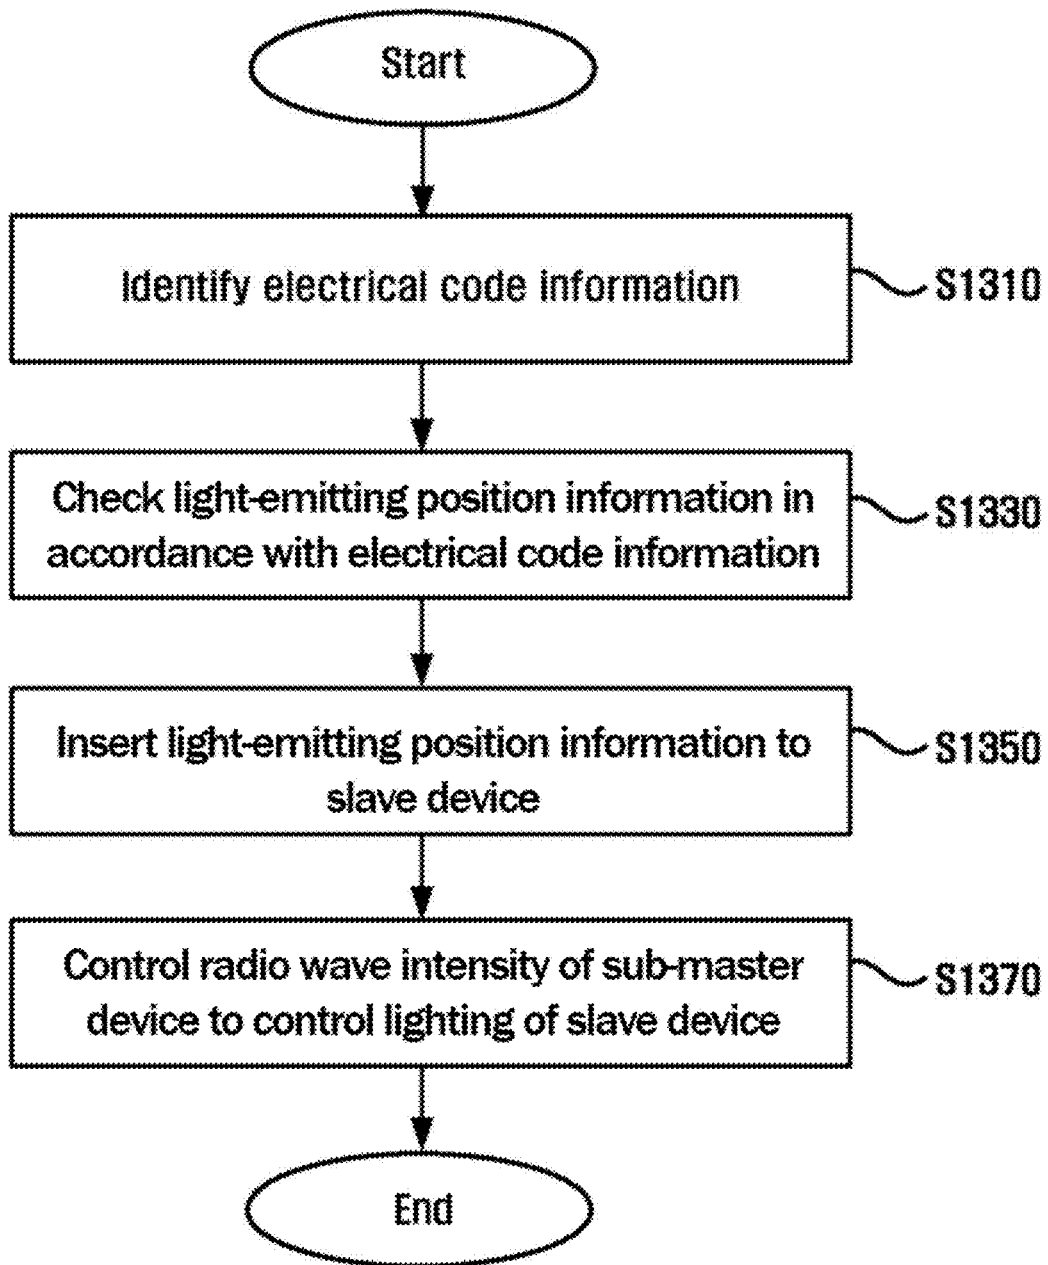 Start
Identify electrical code information
S1310
Check light-emitting position information in
accordance with electrical code information
S1330
Insert light-emitting position information to
slave device
S1350
Control radio wave intensity of sub-master
device to control lighting of slave device
S1370
End